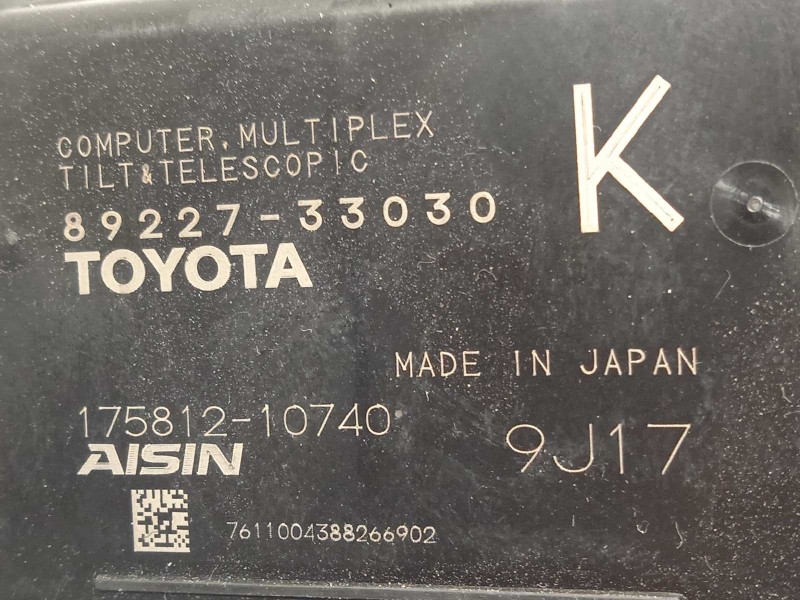 COMPUTER, MULTIPLEX
TILT&TELESCOPIC
K
89227-33030
TOYOTA
MADE IN JAPAN
175812-10740
AISIN
9J17
7611004388266902